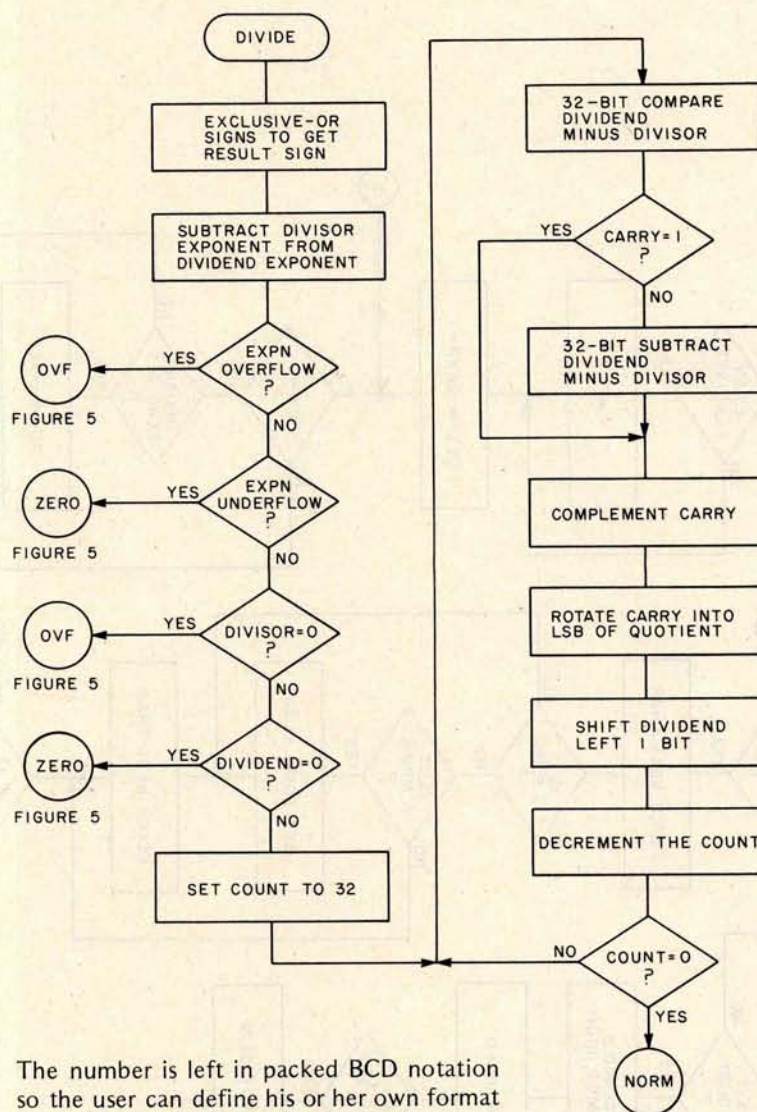 DIVIDE
EXCLUSIVE-OR
SIGNS TO GET
RESULT SIGN
SUBTRACT DIVISOR
EXPONENT FROM
DIVIDEND EXPONENT
EXPN
OVERFLOW
?
YES
OVF
FIGURE 5
NO
EXPN
UNDERFLOW
?
YES
ZERO
FIGURE 5
NO
DIVISOR=0
?
YES
OVF
FIGURE 5
NO
DIVIDEND=0
?
YES
ZERO
FIGURE 5
NO
SET COUNT TO 32
32-BIT COMPARE
DIVIDEND
MINUS DIVISOR
YES
CARRY=1
?
NO
32-BIT SUBTRACT
DIVIDEND
MINUS DIVISOR
COMPLEMENT CARRY
ROTATE CARRY INTO
LSB OF QUOTIENT
SHIFT DIVIDEND
LEFT 1 BIT
DECREMENT THE COUNT
NO
COUNT=0
?
YES
NORM
The number is left in packed BCD notation
so the user can define his or her own format